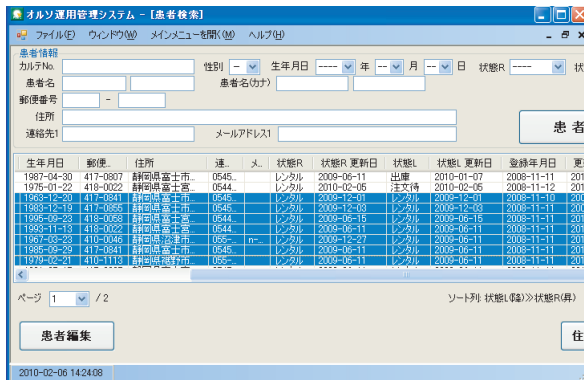 オルソ運用管理システム - [患者検索]
ファイル(F) ウィンドウ(W) メインメニューを開く(M) ヘルプ(H)
患者情報
カルテNo. 性別 - 生年月日 ---- 年 -- 月 -- 日 状態R ---- 状
患者名 患者名(カナ)
郵便番号 -
住所
連絡先1 メールアドレス1
患 者
生年月日 郵便.. 住所 連.. メ.. 状態R 状態R 更新日 状態L 状態L 更新日 登録年月日 更
1987-04-30 417-0807 静岡県富士市... 0545... レンタル 2009-06-11 出庫 2010-01-07 2008-11-11 201
1975-01-22 418-0022 静岡県富士宮... 0544... レンタル 2010-02-05 注文待 2010-02-05 2008-11-12 201
1963-12-20 417-0841 静岡県富士市... 0545... レンタル 2009-12-01 レンタル 2009-12-01 2008-11-10 200
1983-12-19 417-0855 静岡県富士市... 0545... レンタル 2009-12-03 レンタル 2009-12-03 2008-11-11 200
1995-09-23 418-0058 静岡県富士宮... 0544... レンタル 2009-06-15 レンタル 2009-06-15 2008-11-11 201
1993-11-13 418-0022 静岡県富士宮... 0544... レンタル 2009-06-11 レンタル 2009-06-11 2008-11-11 201
1967-03-23 410-0046 静岡県沼津市... 055-... n-... レンタル 2009-12-27 レンタル 2009-06-11 2008-11-11 201
1985-09-29 417-0841 静岡県富士市... 0545... レンタル 2009-06-11 レンタル 2009-06-11 2008-11-11 201
1979-02-21 410-1113 静岡県裾野市... 055-... レンタル 2009-06-11 レンタル 2009-06-11 2008-11-11 201
ページ 1 / 2 ソート列: 状態L(降)≫状態R(昇)
患者編集 住
2010-02-06 14:24:08